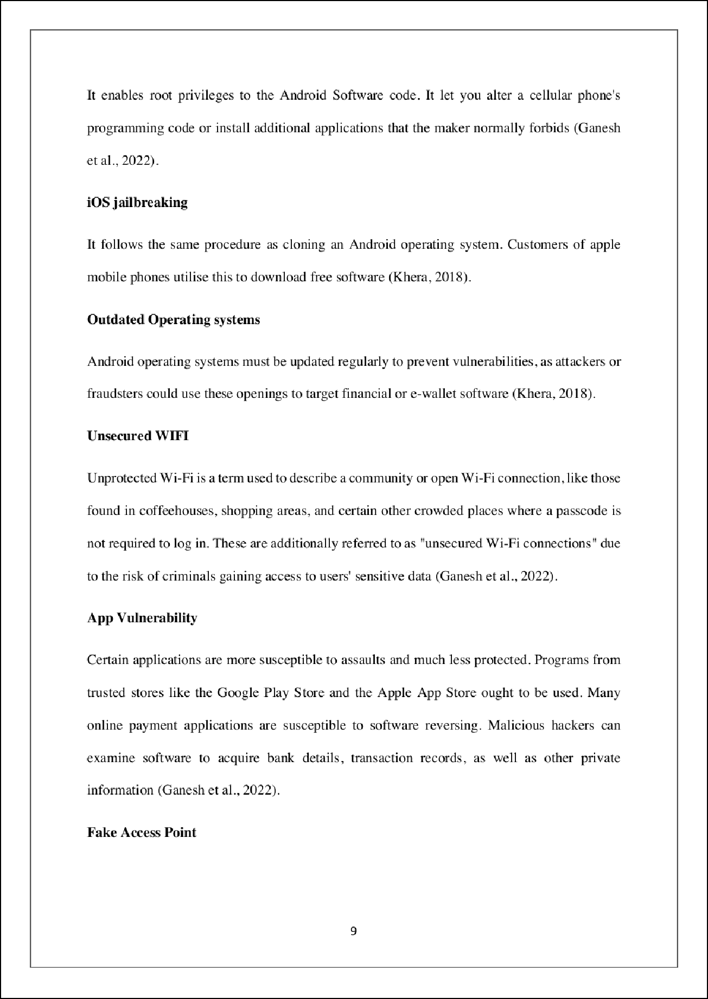 It enables root privileges to the Android Software code. It let you alter a cellular phone's
programming code or install additional applications that the maker normally forbids (Ganesh
et al., 2022).
iOS jailbreaking
It follows the same procedure as cloning an Android operating system. Customers of apple
mobile phones utilise this to download free software (Khera, 2018).
Outdated Operating systems
Android operating systems must be updated regularly to prevent vulnerabilities, as attackers or
fraudsters could use these openings to target financial or e-wallet software (Khera, 2018).
Unsecured WIFI
Unprotected Wi-Fi is a term used to describe a community or open Wi-Fi connection, like those
found in coffeehouses, shopping areas, and certain other crowded places where a passcode is
not required to log in. These are additionally referred to as "unsecured Wi-Fi connections" due
to the risk of criminals gaining access to users' sensitive data (Ganesh et al., 2022).
App Vulnerability
Certain applications are more susceptible to assaults and much less protected. Programs from
trusted stores like the Google Play Store and the Apple App Store ought to be used. Many
online payment applications are susceptible to software reversing. Malicious hackers can
examine software to acquire bank details, transaction records, as well as other private
information (Ganesh et al., 2022).
Fake Access Point
9